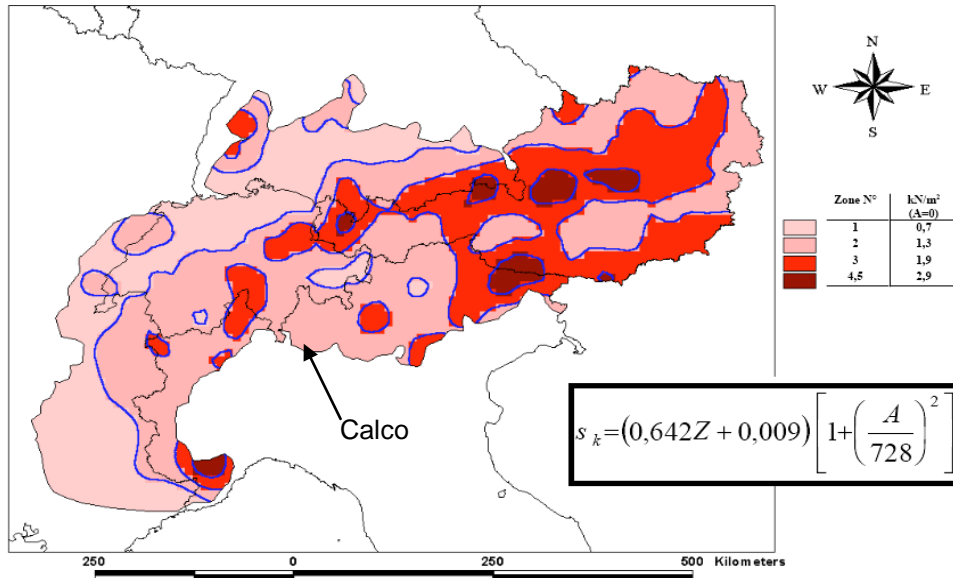 N
W E
S
Zone N° kN/m² (A=0)
1 0,7
2 1,3
3 1,9
4,5 2,9
Calco
s_k=(0,642Z+0,009)[1+(A/728)²]
250 0 250 500 Kilometers